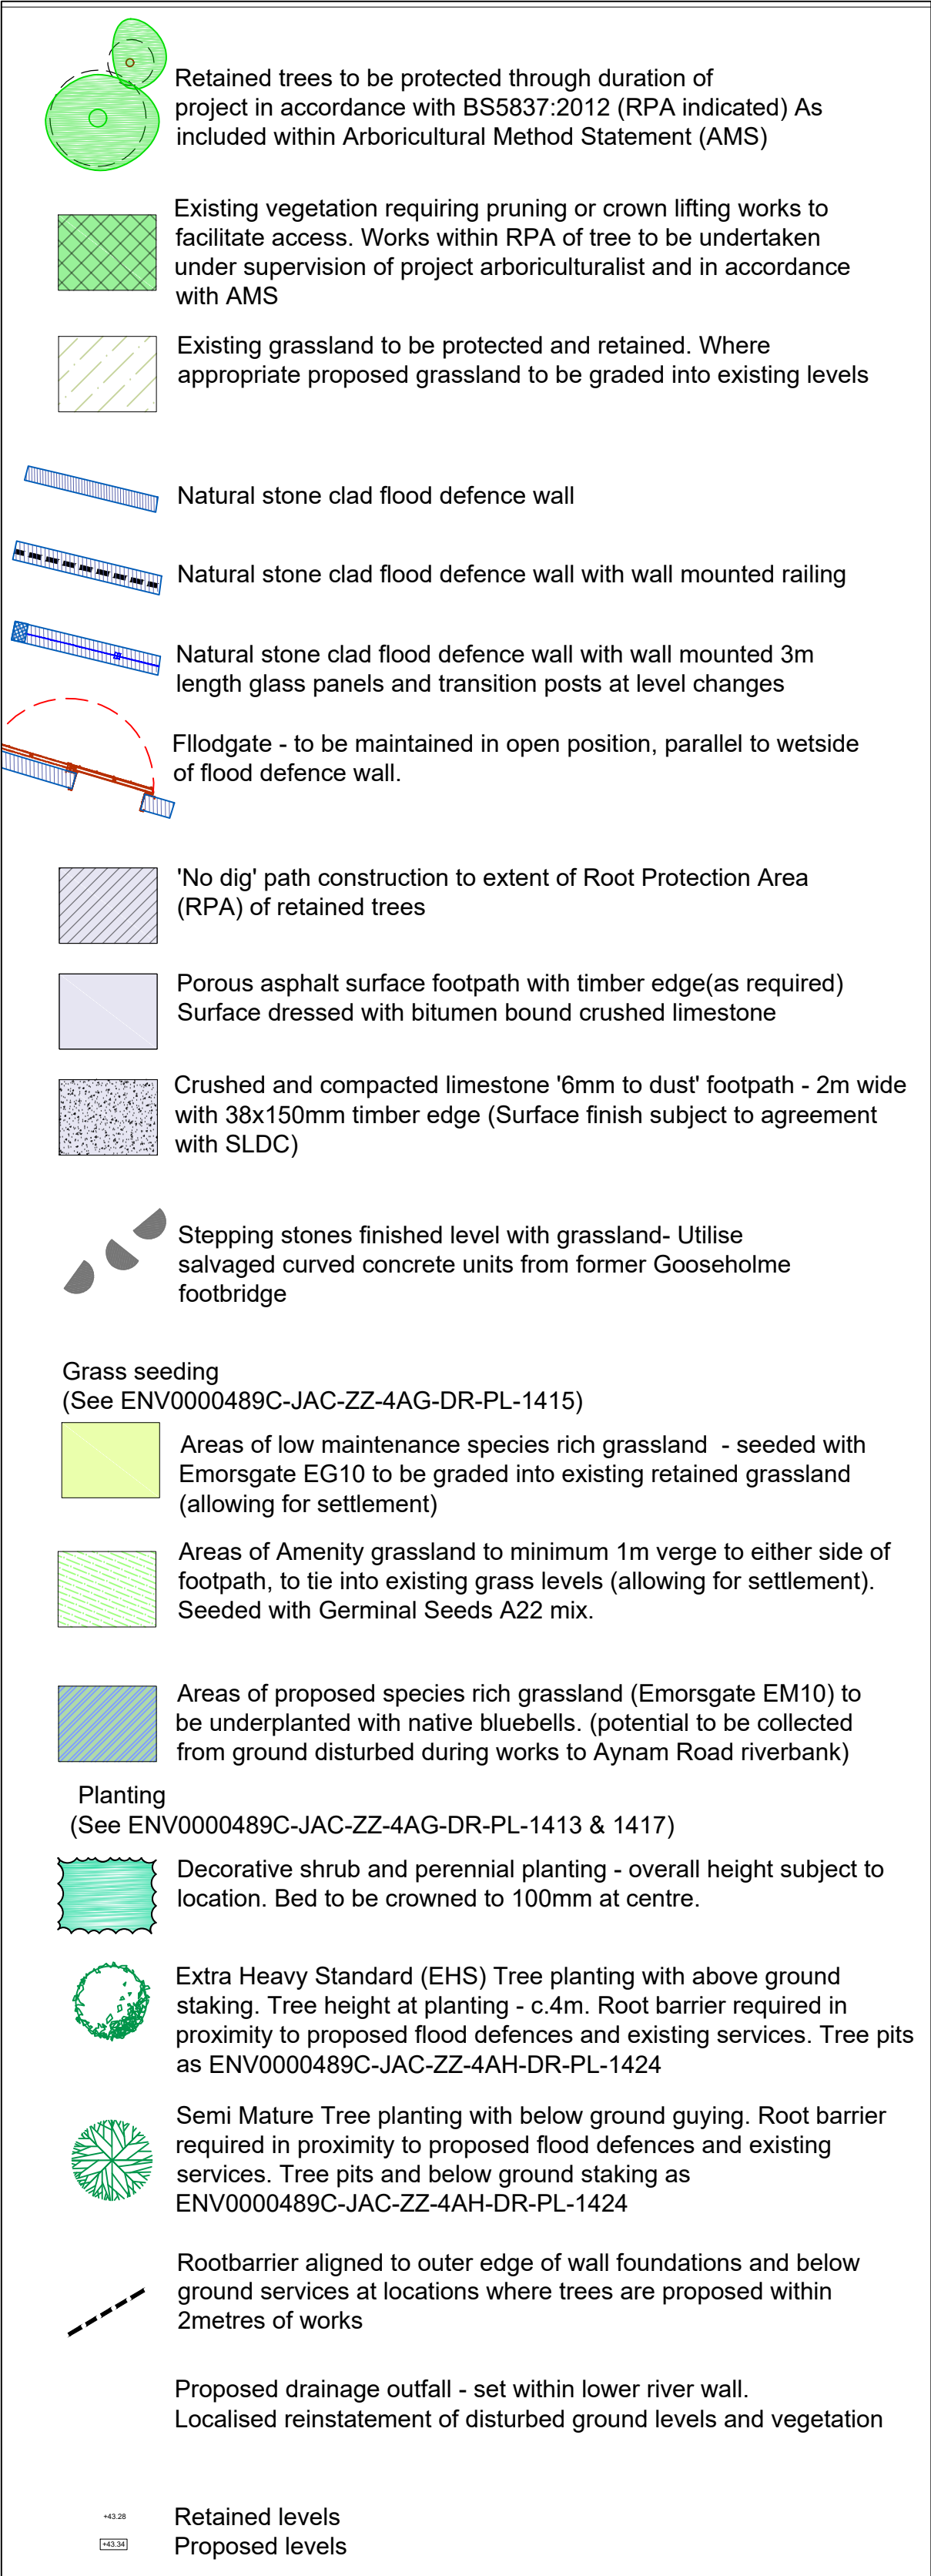 Retained trees to be protected through duration of
project in accordance with BS5837:2012 (RPA indicated) As
included within Arboricultural Method Statement (AMS)
Existing vegetation requiring pruning or crown lifting works to
facilitate access. Works within RPA of tree to be undertaken
under supervision of project arboriculturalist and in accordance
with AMS
Existing grassland to be protected and retained. Where
appropriate proposed grassland to be graded into existing levels
Natural stone clad flood defence wall
Natural stone clad flood defence wall with wall mounted railing
Natural stone clad flood defence wall with wall mounted 3m
length glass panels and transition posts at level changes
Fllodgate - to be maintained in open position, parallel to wetside
of flood defence wall.
'No dig' path construction to extent of Root Protection Area
(RPA) of retained trees
Porous asphalt surface footpath with timber edge(as required)
Surface dressed with bitumen bound crushed limestone
Crushed and compacted limestone '6mm to dust' footpath - 2m wide
with 38x150mm timber edge (Surface finish subject to agreement
with SLDC)
Stepping stones finished level with grassland- Utilise
salvaged curved concrete units from former Gooseholme
footbridge
Grass seeding
(See ENV0000489C-JAC-ZZ-4AG-DR-PL-1415)
Areas of low maintenance species rich grassland - seeded with
Emorsgate EG10 to be graded into existing retained grassland
(allowing for settlement)
Areas of Amenity grassland to minimum 1m verge to either side of
footpath, to tie into existing grass levels (allowing for settlement).
Seeded with Germinal Seeds A22 mix.
Areas of proposed species rich grassland (Emorsgate EM10) to
be underplanted with native bluebells. (potential to be collected
from ground disturbed during works to Aynam Road riverbank)
Planting
(See ENV0000489C-JAC-ZZ-4AG-DR-PL-1413 & 1417)
Decorative shrub and perennial planting - overall height subject to
location. Bed to be crowned to 100mm at centre.
Extra Heavy Standard (EHS) Tree planting with above ground
staking. Tree height at planting - c.4m. Root barrier required in
proximity to proposed flood defences and existing services. Tree pits
as ENV0000489C-JAC-ZZ-4AH-DR-PL-1424
Semi Mature Tree planting with below ground guying. Root barrier
required in proximity to proposed flood defences and existing
services. Tree pits and below ground staking as
ENV0000489C-JAC-ZZ-4AH-DR-PL-1424
Rootbarrier aligned to outer edge of wall foundations and below
ground services at locations where trees are proposed within
2metres of works
Proposed drainage outfall - set within lower river wall.
Localised reinstatement of disturbed ground levels and vegetation
+43.28 Retained levels
+43.34 Proposed levels